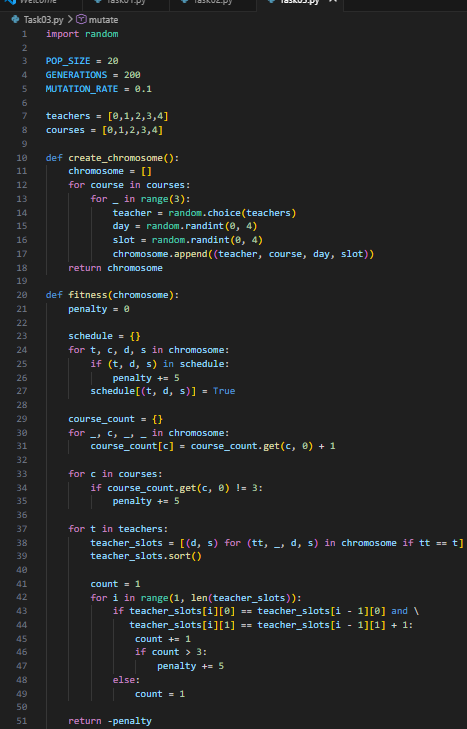 Welcome Task01.py Task02.py Task03.py
Task03.py > mutate
1 import random
2
3 POP_SIZE = 20
4 GENERATIONS = 200
5 MUTATION_RATE = 0.1
6
7 teachers = [0,1,2,3,4]
8 courses = [0,1,2,3,4]
9
10 def create_chromosome():
11     chromosome = []
12     for course in courses:
13         for _ in range(3):
14             teacher = random.choice(teachers)
15             day = random.randint(0, 4)
16             slot = random.randint(0, 4)
17             chromosome.append((teacher, course, day, slot))
18     return chromosome
19
20 def fitness(chromosome):
21     penalty = 0
22
23     schedule = {}
24     for t, c, d, s in chromosome:
25         if (t, d, s) in schedule:
26             penalty += 5
27         schedule[(t, d, s)] = True
28
29     course_count = {}
30     for _, c, _, _ in chromosome:
31         course_count[c] = course_count.get(c, 0) + 1
32
33     for c in courses:
34         if course_count.get(c, 0) != 3:
35             penalty += 5
36
37     for t in teachers:
38         teacher_slots = [(d, s) for (tt, _, d, s) in chromosome if tt == t]
39         teacher_slots.sort()
40
41         count = 1
42         for i in range(1, len(teacher_slots)):
43             if teacher_slots[i][0] == teacher_slots[i - 1][0] and \
44                teacher_slots[i][1] == teacher_slots[i - 1][1] + 1:
45                 count += 1
46                 if count > 3:
47                     penalty += 5
48             else:
49                 count = 1
50
51     return -penalty